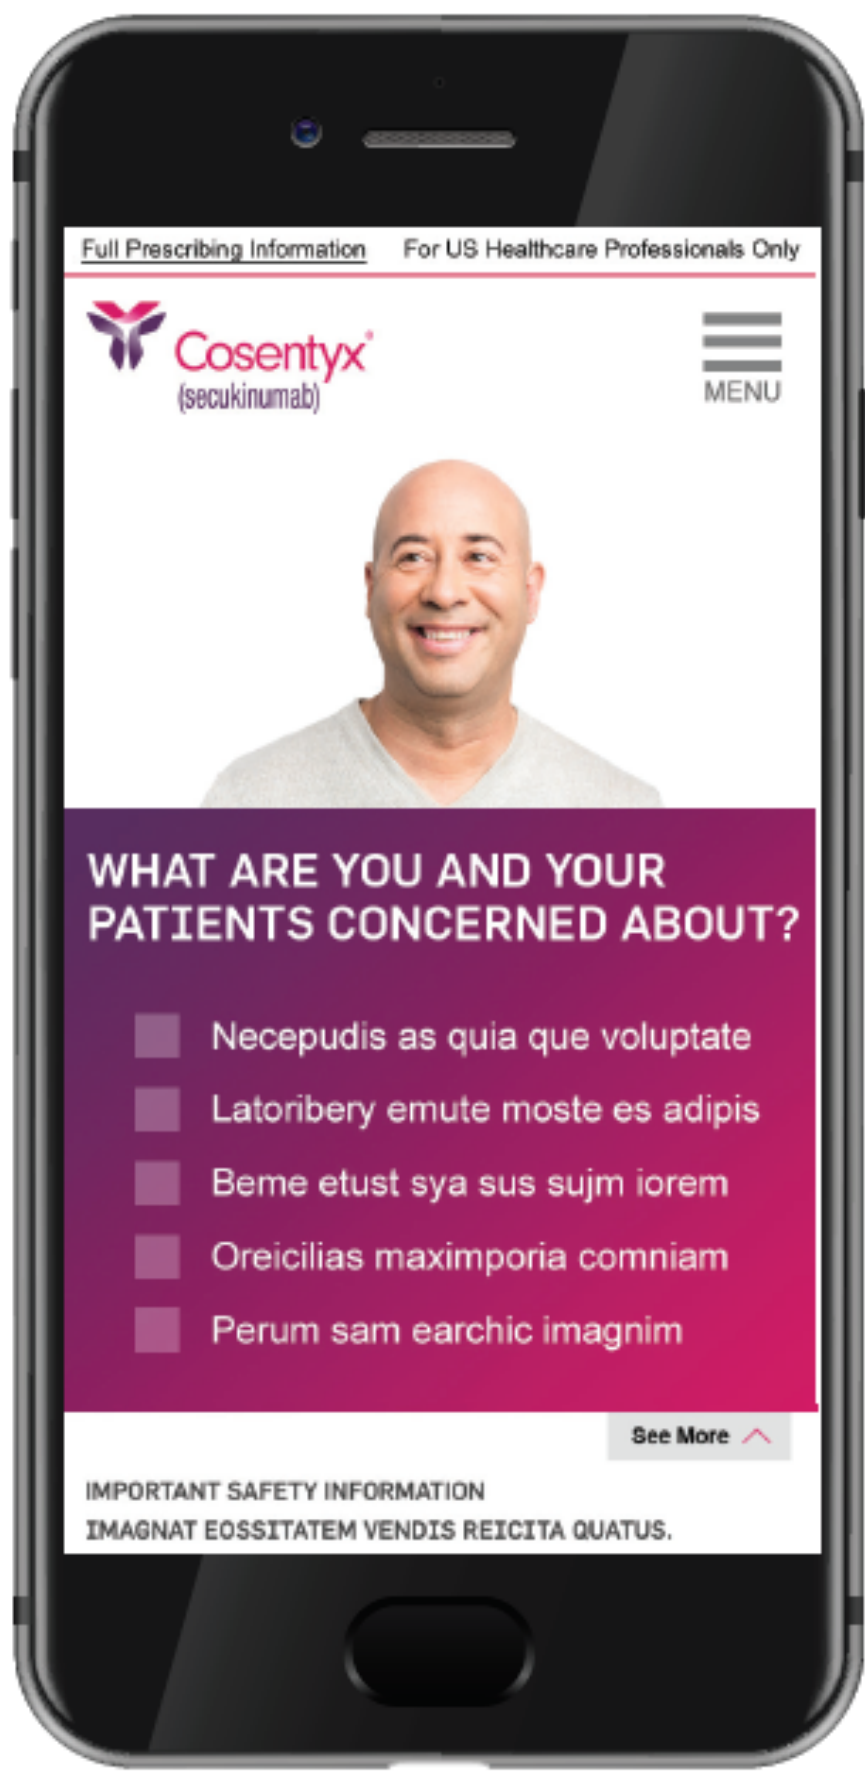 Full Prescribing Information For US Healthcare Professionals Only
Cosentyx®
(secukinumab)
MENU
WHAT ARE YOU AND YOUR
PATIENTS CONCERNED ABOUT?
Necepudis as quia que voluptate
Latoribery emute moste es adipis
Beme etust sya sus sujm iorem
Oreicilias maximporia comniam
Perum sam earchic imagnim
See More
IMPORTANT SAFETY INFORMATION
IMAGNAT EOSSITATEM VENDIS REICITA QUATUS.